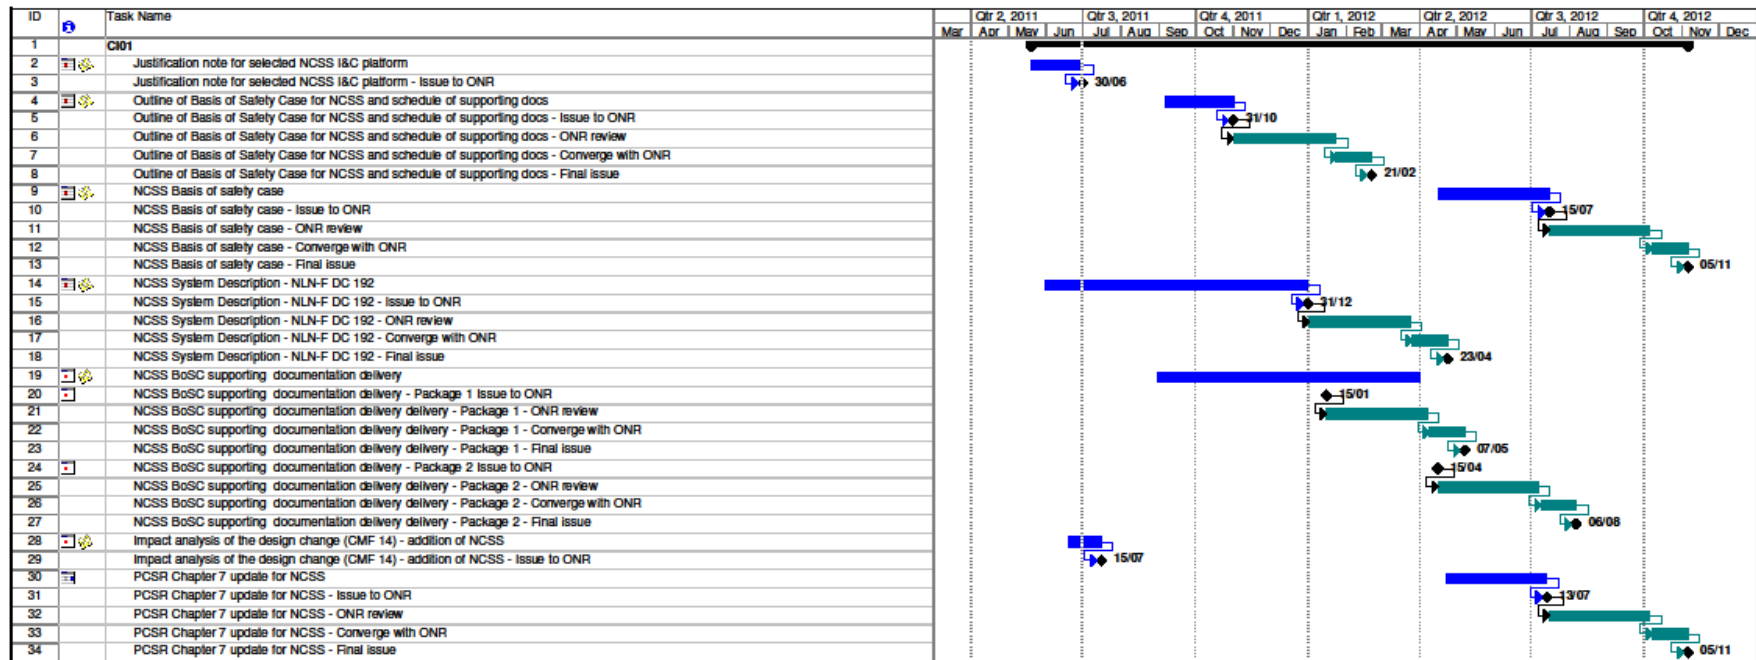 ID Task Name Qtr 2, 2011 Qtr 3, 2011 Qtr 4, 2011 Qtr 1, 2012 Qtr 2, 2012 Qtr 3, 2012 Qtr 4, 2012
Mar Apr May Jun Jul Aug Sep Oct Nov Dec Jan Feb Mar Apr May Jun Jul Aug Sep Oct Nov Dec
1 CI01
2 Justification note for selected NCSS I&C platform
3 Justification note for selected NCSS I&C platform - Issue to ONR 30/06
4 Outline of Basis of Safety Case for NCSS and schedule of supporting docs
5 Outline of Basis of Safety Case for NCSS and schedule of supporting docs - Issue to ONR 31/10
6 Outline of Basis of Safety Case for NCSS and schedule of supporting docs - ONR review
7 Outline of Basis of Safety Case for NCSS and schedule of supporting docs - Converge with ONR
8 Outline of Basis of Safety Case for NCSS and schedule of supporting docs - Final issue 21/02
9 NCSS Basis of safety case
10 NCSS Basis of safety case - Issue to ONR 15/07
11 NCSS Basis of safety case - ONR review
12 NCSS Basis of safety case - Converge with ONR
13 NCSS Basis of safety case - Final issue 05/11
14 NCSS System Description - NLN-F DC 192
15 NCSS System Description - NLN-F DC 192 - Issue to ONR 31/12
16 NCSS System Description - NLN-F DC 192 - ONR review
17 NCSS System Description - NLN-F DC 192 - Converge with ONR
18 NCSS System Description - NLN-F DC 192 - Final issue 23/04
19 NCSS BoSC supporting documentation delivery
20 NCSS BoSC supporting documentation delivery - Package 1 Issue to ONR 15/01
21 NCSS BoSC supporting documentation delivery delivery - Package 1 - ONR review
22 NCSS BoSC supporting documentation delivery delivery - Package 1 - Converge with ONR
23 NCSS BoSC supporting documentation delivery delivery - Package 1 - Final issue 07/05
24 NCSS BoSC supporting documentation delivery - Package 2 Issue to ONR 15/04
25 NCSS BoSC supporting documentation delivery delivery - Package 2 - ONR review
26 NCSS BoSC supporting documentation delivery delivery - Package 2 - Converge with ONR
27 NCSS BoSC supporting documentation delivery delivery - Package 2 - Final issue 06/08
28 Impact analysis of the design change (CMF 14) - addition of NCSS
29 Impact analysis of the design change (CMF 14) - addition of NCSS - Issue to ONR 15/07
30 PCSR Chapter 7 update for NCSS
31 PCSR Chapter 7 update for NCSS - Issue to ONR 13/07
32 PCSR Chapter 7 update for NCSS - ONR review
33 PCSR Chapter 7 update for NCSS - Converge with ONR
34 PCSR Chapter 7 update for NCSS - Final issue 05/11